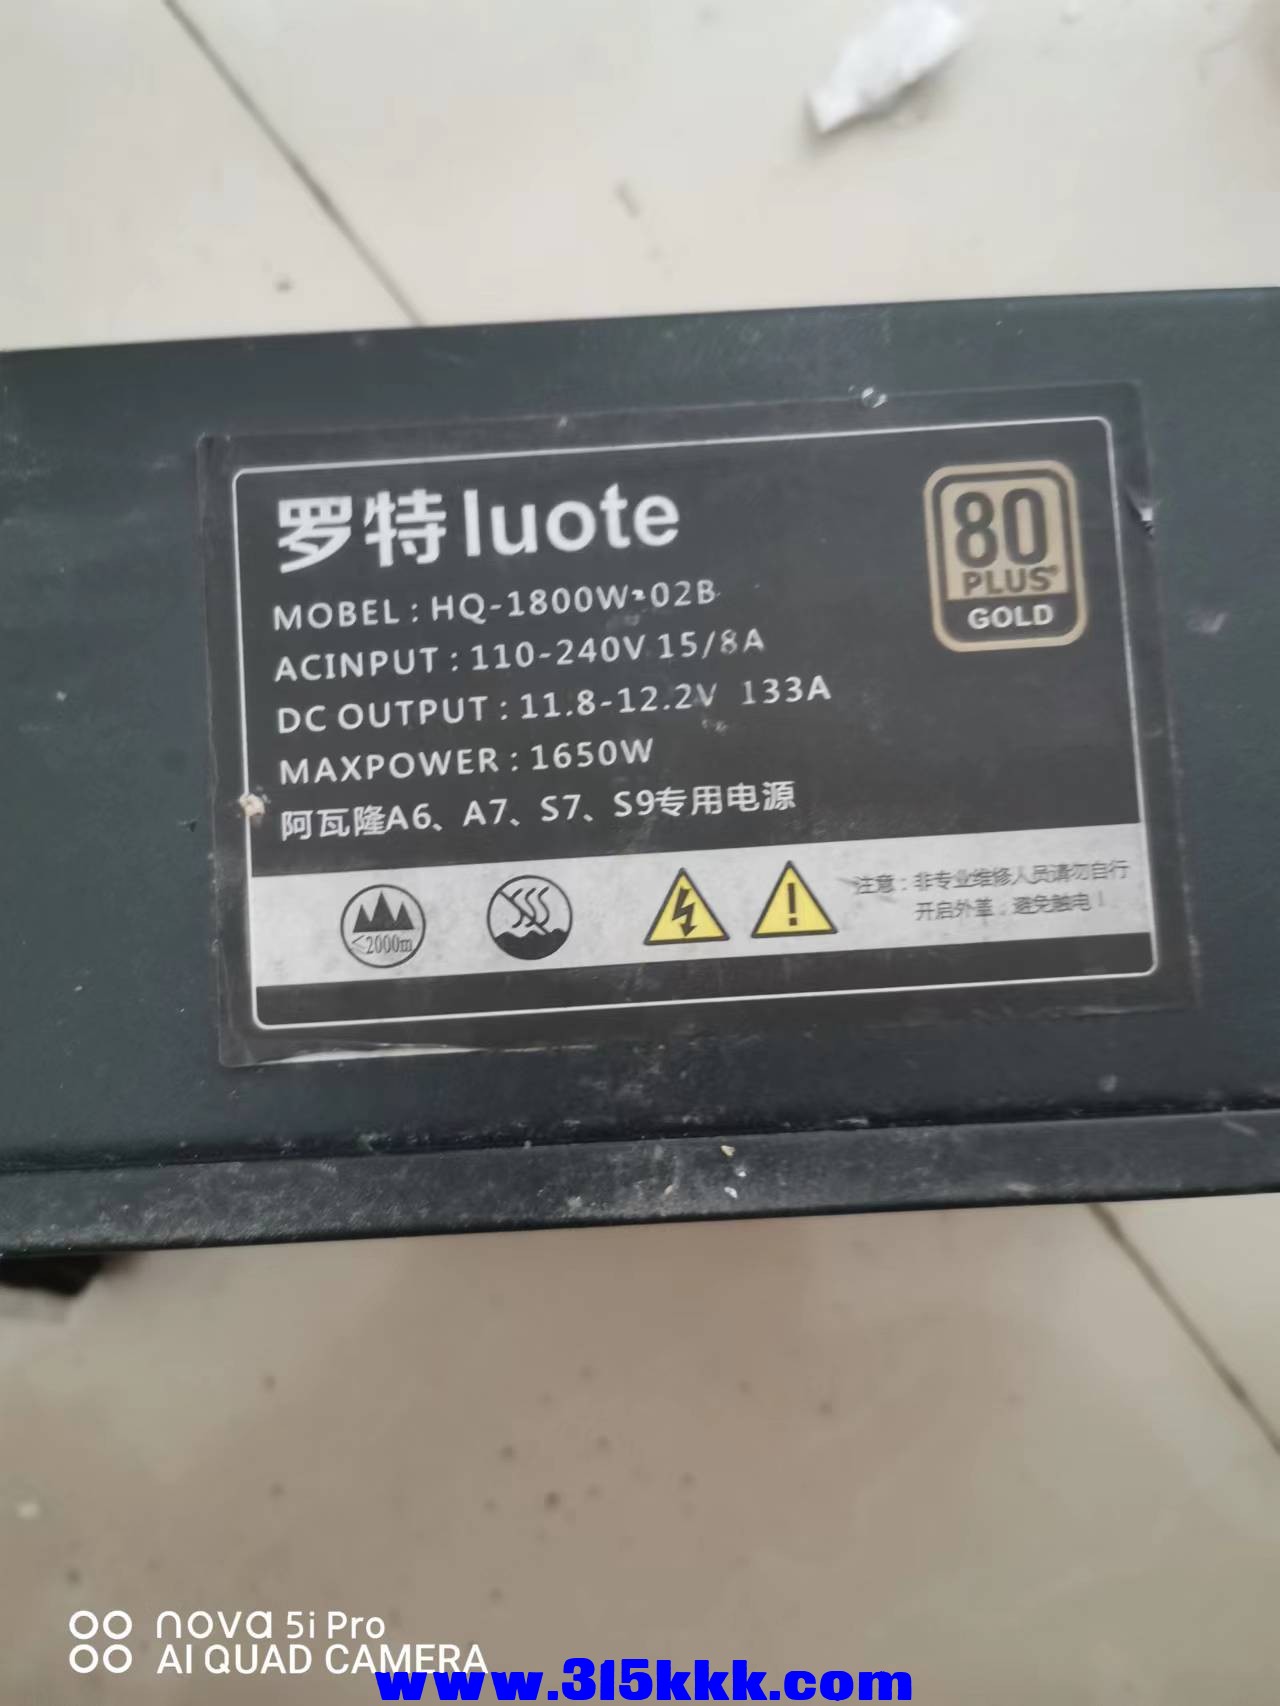 罗特luote
80
PLUS
GOLD
MOBEL:HQ-1800W-02B
ACINPUT:110-240V 15/8A
DC OUTPUT:11.8-12.2V 133A
MAXPOWER:1650W
阿瓦隆A6、A7、S7、S9专用电源
≤2000m
注意:非专业维修人员请勿自行
开启外盖,避免触电!
nova 5i Pro
AI QUAD CAMERA
www.315kkk.com